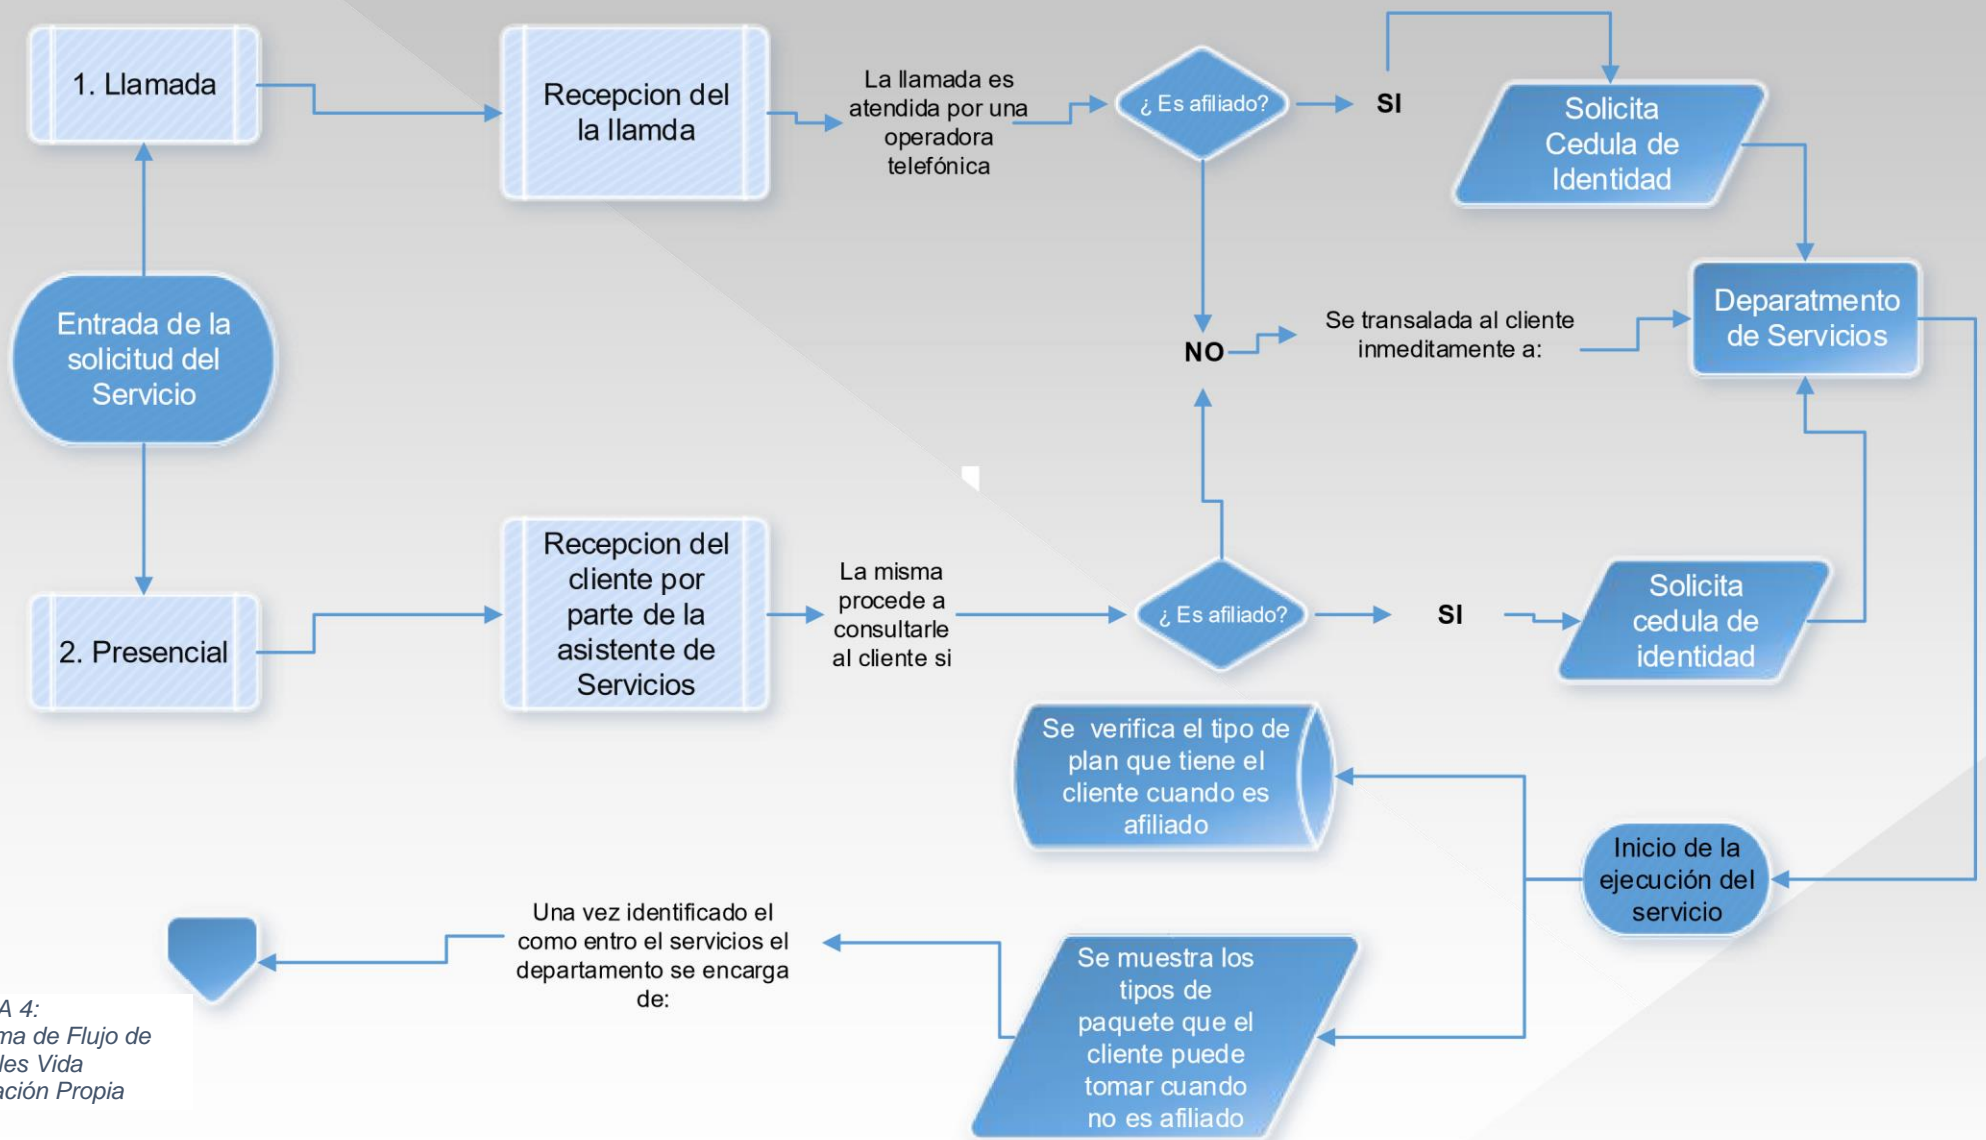 1. Llamada
Recepcion del
la llamda
La llamada es
atendida por una
operadora
telefónica
¿ Es afiliado?
SI
Solicita
Cedula de
Identidad
Entrada de la
solicitud del
Servicio
NO
Se transalada al cliente
inmeditamente a:
Deparatmento
de Servicios
2. Presencial
Recepcion del
cliente por
parte de la
asistente de
Servicios
La misma
procede a
consultarle
al cliente si
¿ Es afiliado?
SI
Solicita
cedula de
identidad
Se verifica el tipo de
plan que tiene el
cliente cuando es
afiliado
Inicio de la
ejecución del
servicio
Se muestra los
tipos de
paquete que el
cliente puede
tomar cuando
no es afiliado
Una vez identificado el
como entro el servicios el
departamento se encarga
de:
A 4:
ma de Flujo de
les Vida
ación Propia